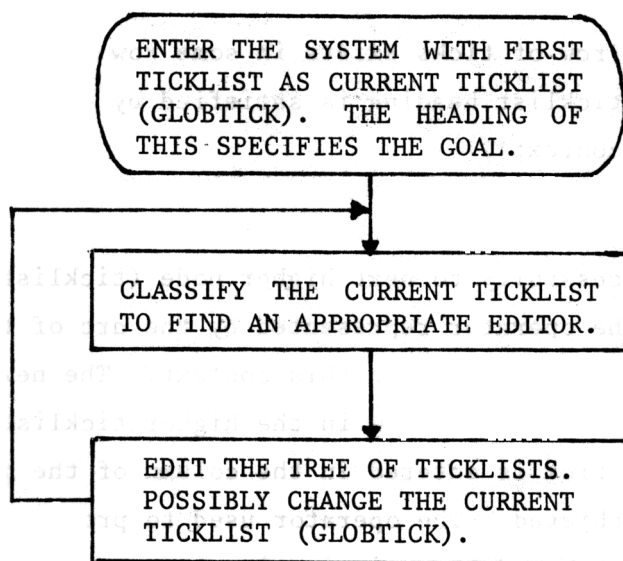 ENTER THE SYSTEM WITH FIRST
TICKLIST AS CURRENT TICKLIST
(GLOBTICK). THE HEADING OF
THIS SPECIFIES THE GOAL.
CLASSIFY THE CURRENT TICKLIST
TO FIND AN APPROPRIATE EDITOR.
EDIT THE TREE OF TICKLISTS.
POSSIBLY CHANGE THE CURRENT
TICKLIST (GLOBTICK).